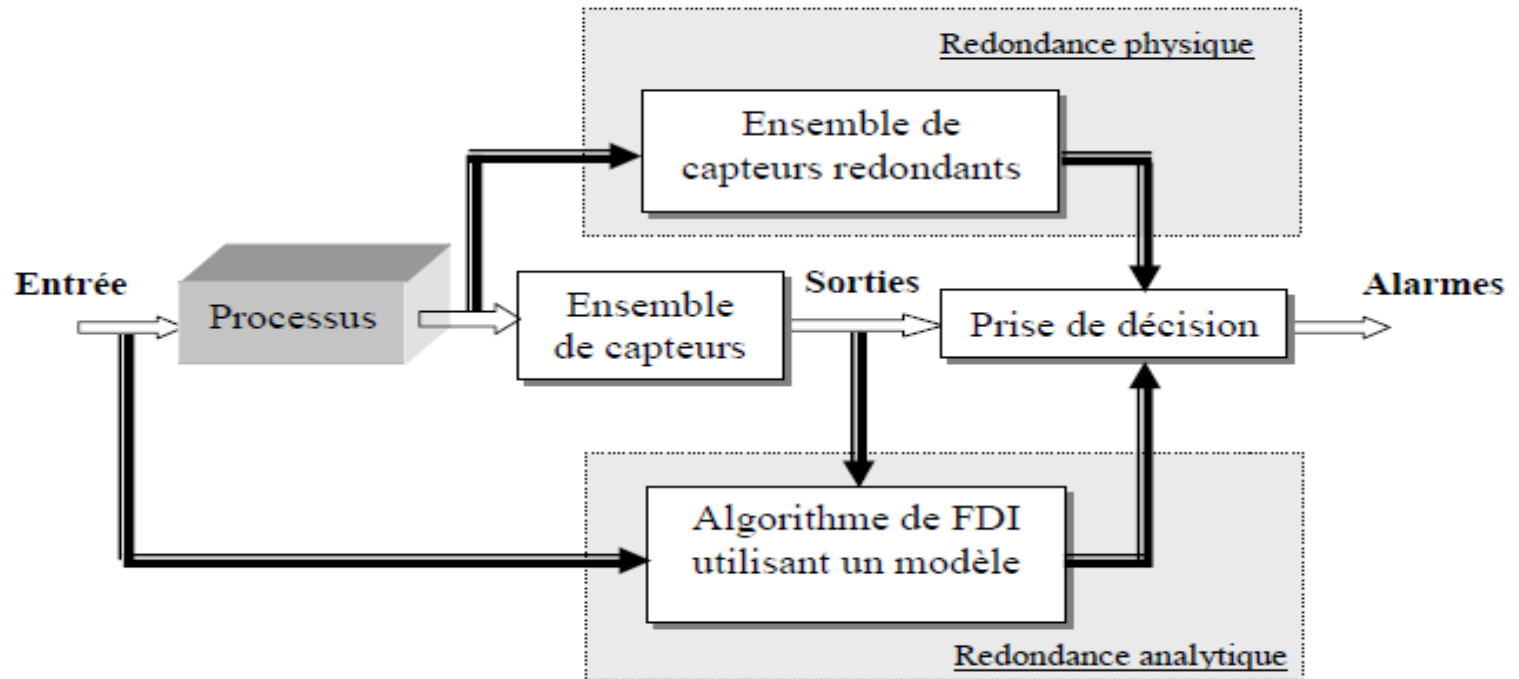 Redondance physique
Ensemble de
capteurs redondants
Entrée
Processus
Ensemble
de capteurs
Sorties
Prise de décision
Alarmes
Algorithme de FDI
utilisant un modèle
Redondance analytique